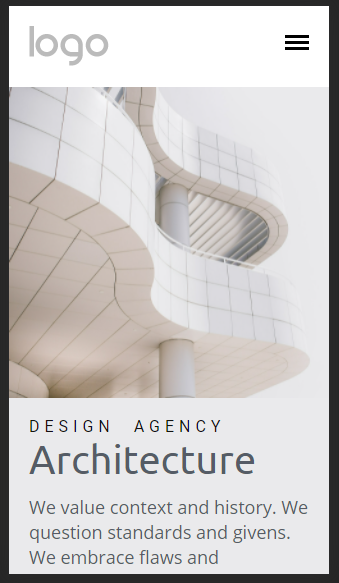 logo
DESIGN AGENCY
Architecture
We value context and history. We
question standards and givens.
We embrace flaws and